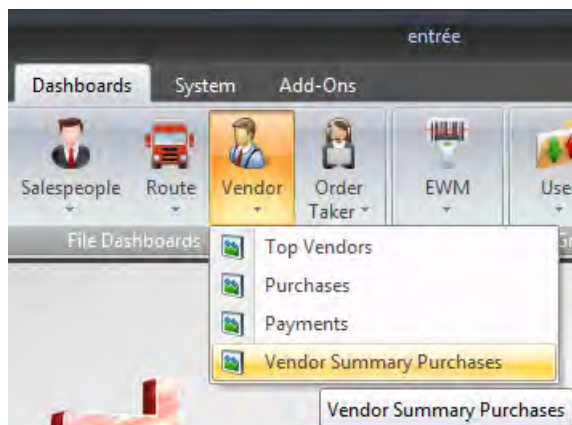 entrée
Dashboards System Add-Ons
Salespeople Route Vendor Order Taker EWM Use
File Dashboards
Top Vendors
Purchases
Payments
Vendor Summary Purchases
Vendor Summary Purchases